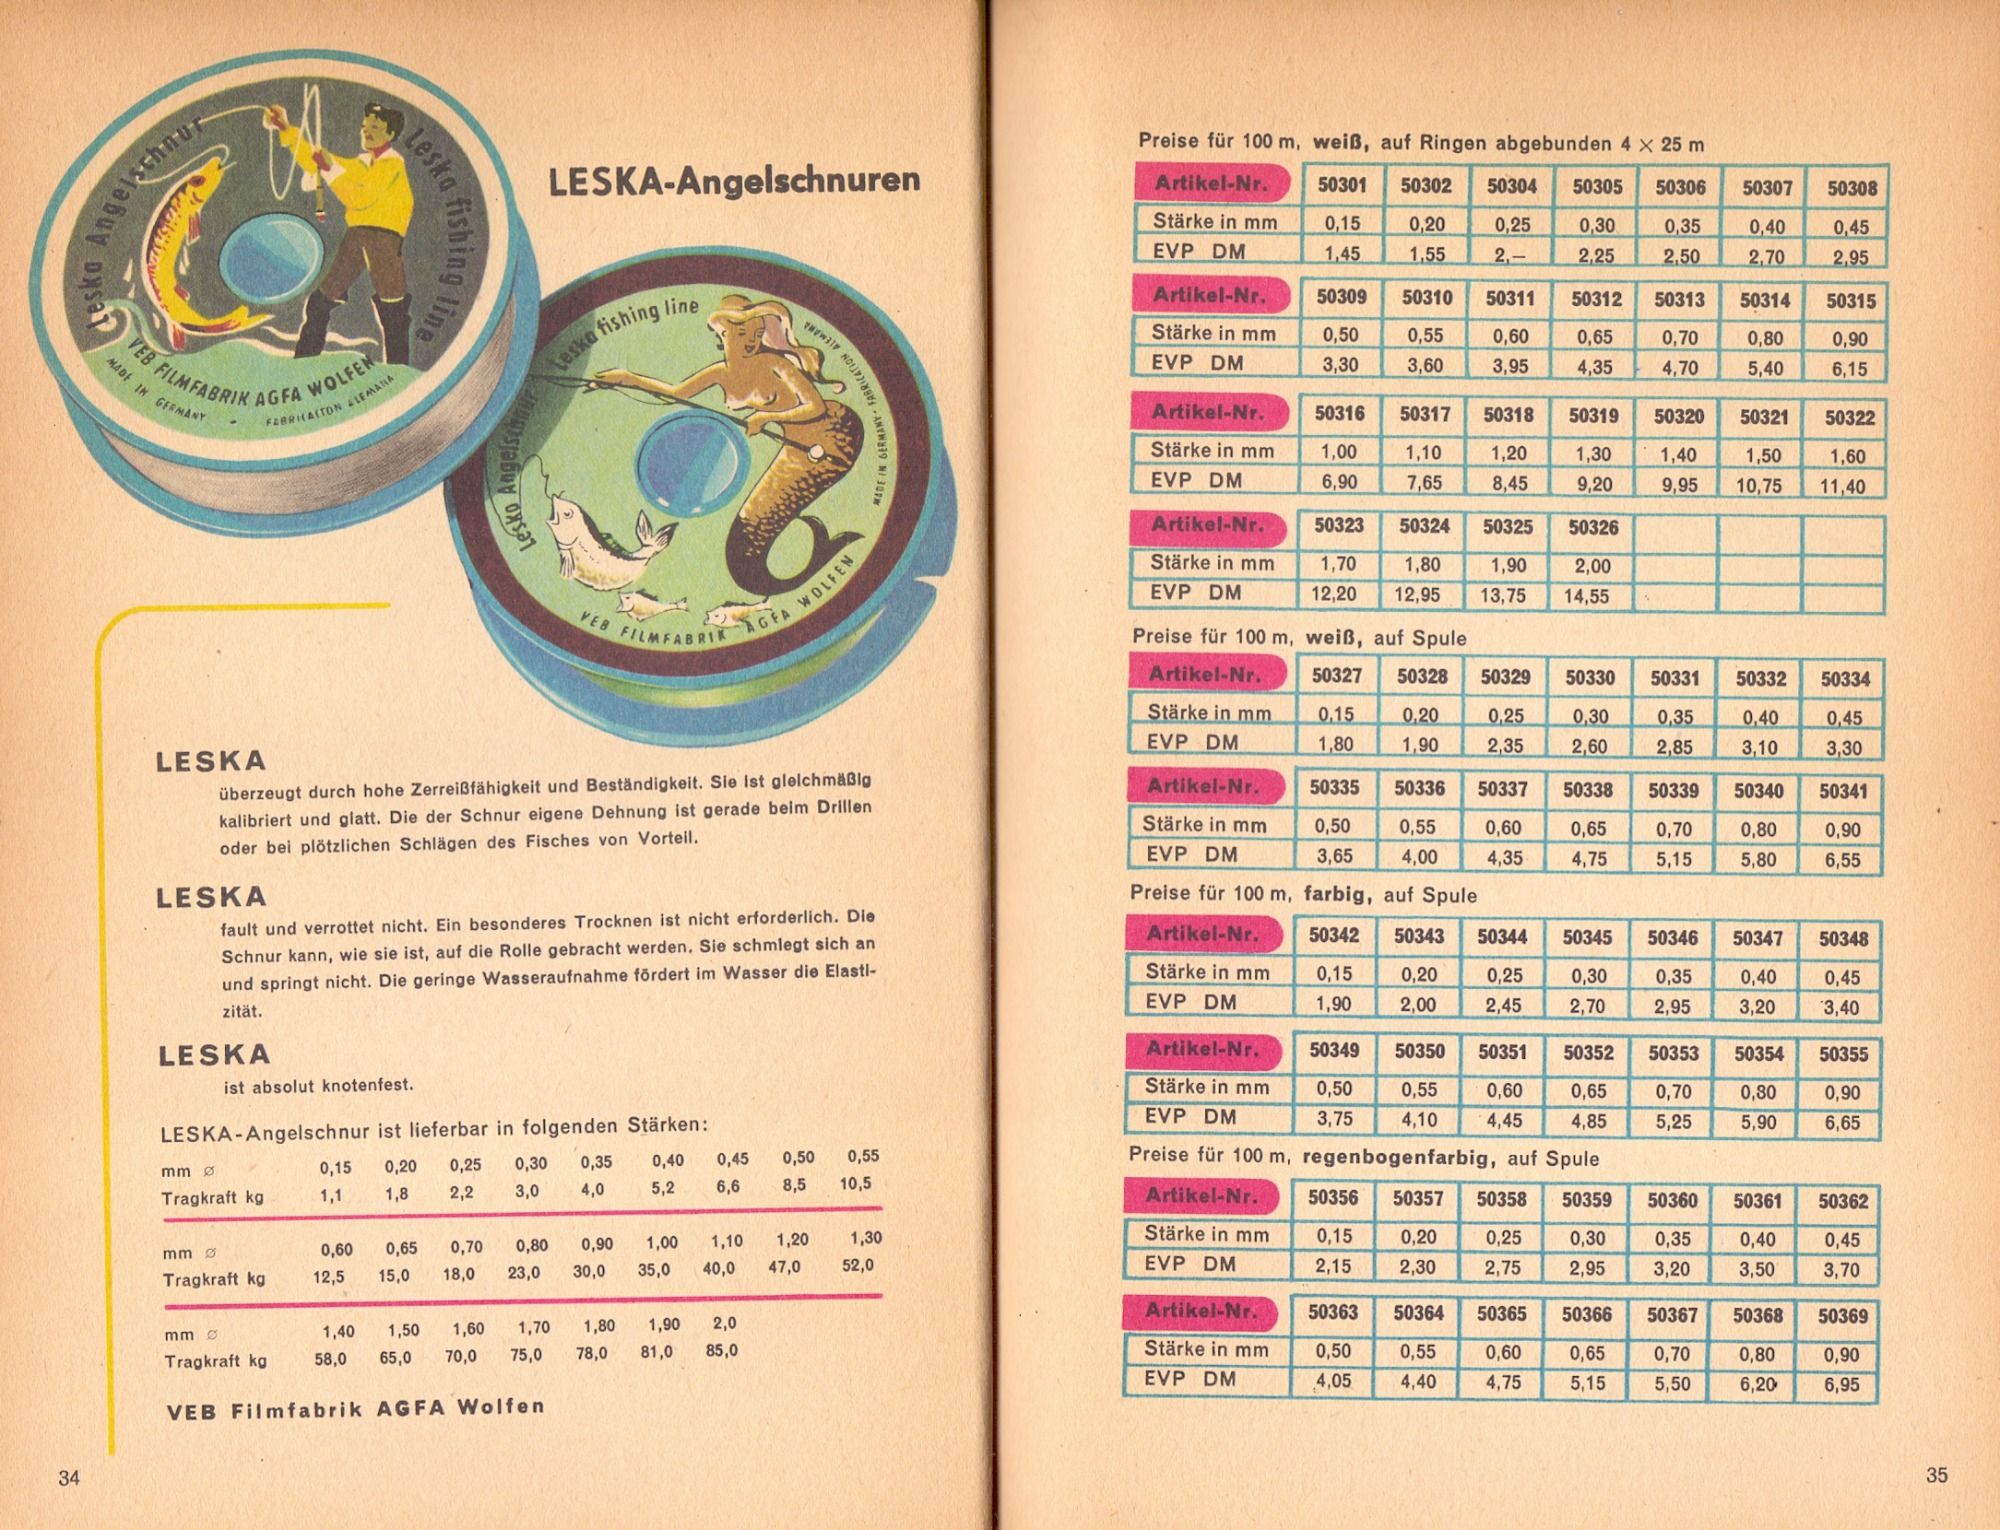 Leska Angelschnur
Leska fishing line
VEB FILMFABRIK AGFA WOLFEN
MADE IN GERMANY - FABRICACION ALEMANA
LESKA-Angelschnuren
Leska fishing line
Leska Angelschnur
MADE IN GERMANY · FABRICATION ALEMANA
VEB FILMFABRIK AGFA WOLFEN
LESKA
überzeugt durch hohe Zerreißfähigkeit und Beständigkeit. Sie ist gleichmäßig
kalibriert und glatt. Die der Schnur eigene Dehnung ist gerade beim Drillen
oder bei plötzlichen Schlägen des Fisches von Vorteil.
LESKA
fault und verrottet nicht. Ein besonderes Trocknen ist nicht erforderlich. Die
Schnur kann, wie sie ist, auf die Rolle gebracht werden. Sie schmiegt sich an
und springt nicht. Die geringe Wasseraufnahme fördert im Wasser die Elasti-
zität.
LESKA
ist absolut knotenfest.
LESKA-Angelschnur ist lieferbar in folgenden Stärken:
mm ⌀ 0,15 0,20 0,25 0,30 0,35 0,40 0,45 0,50 0,55
Tragkraft kg 1,1 1,8 2,2 3,0 4,0 5,2 6,6 8,5 10,5
mm ⌀ 0,60 0,65 0,70 0,80 0,90 1,00 1,10 1,20 1,30
Tragkraft kg 12,5 15,0 18,0 23,0 30,0 35,0 40,0 47,0 52,0
mm ⌀ 1,40 1,50 1,60 1,70 1,80 1,90 2,0
Tragkraft kg 58,0 65,0 70,0 75,0 78,0 81,0 85,0
VEB Filmfabrik AGFA Wolfen
34
Preise für 100 m, weiß, auf Ringen abgebunden 4 × 25 m
Artikel-Nr. 50301 50302 50304 50305 50306 50307 50308
Stärke in mm 0,15 0,20 0,25 0,30 0,35 0,40 0,45
EVP DM 1,45 1,55 2,— 2,25 2,50 2,70 2,95
Artikel-Nr. 50309 50310 50311 50312 50313 50314 50315
Stärke in mm 0,50 0,55 0,60 0,65 0,70 0,80 0,90
EVP DM 3,30 3,60 3,95 4,35 4,70 5,40 6,15
Artikel-Nr. 50316 50317 50318 50319 50320 50321 50322
Stärke in mm 1,00 1,10 1,20 1,30 1,40 1,50 1,60
EVP DM 6,90 7,65 8,45 9,20 9,95 10,75 11,40
Artikel-Nr. 50323 50324 50325 50326
Stärke in mm 1,70 1,80 1,90 2,00
EVP DM 12,20 12,95 13,75 14,55
Preise für 100 m, weiß, auf Spule
Artikel-Nr. 50327 50328 50329 50330 50331 50332 50334
Stärke in mm 0,15 0,20 0,25 0,30 0,35 0,40 0,45
EVP DM 1,80 1,90 2,35 2,60 2,85 3,10 3,30
Artikel-Nr. 50335 50336 50337 50338 50339 50340 50341
Stärke in mm 0,50 0,55 0,60 0,65 0,70 0,80 0,90
EVP DM 3,65 4,00 4,35 4,75 5,15 5,80 6,55
Preise für 100 m, farbig, auf Spule
Artikel-Nr. 50342 50343 50344 50345 50346 50347 50348
Stärke in mm 0,15 0,20 0,25 0,30 0,35 0,40 0,45
EVP DM 1,90 2,00 2,45 2,70 2,95 3,20 3,40
Artikel-Nr. 50349 50350 50351 50352 50353 50354 50355
Stärke in mm 0,50 0,55 0,60 0,65 0,70 0,80 0,90
EVP DM 3,75 4,10 4,45 4,85 5,25 5,90 6,65
Preise für 100 m, regenbogenfarbig, auf Spule
Artikel-Nr. 50356 50357 50358 50359 50360 50361 50362
Stärke in mm 0,15 0,20 0,25 0,30 0,35 0,40 0,45
EVP DM 2,15 2,30 2,75 2,95 3,20 3,50 3,70
Artikel-Nr. 50363 50364 50365 50366 50367 50368 50369
Stärke in mm 0,50 0,55 0,60 0,65 0,70 0,80 0,90
EVP DM 4,05 4,40 4,75 5,15 5,50 6,20 6,95
35